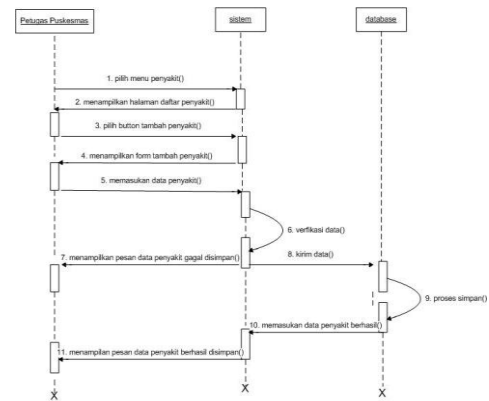 Petugas Puskesmas
sistem
database
1. pilih menu penyakit()
2. menampilkan halaman daftar penyakit()
3. pilih button tambah penyakit()
4. menampilkan form tambah penyakit()
5. memasukan data penyakit()
6. verfikasi data()
7. menampilkan pesan data penyakit gagal disimpan()
8. kirim data()
9. proses simpan()
10. memasukan data penyakit berhasil()
11. menampilan pesan data penyakit berhasil disimpan()
X
X
X